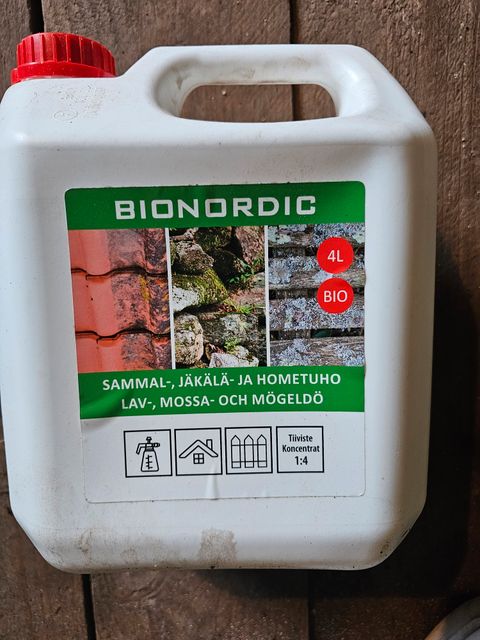 BIONORDIC
4L
BIO
SAMMAL-, JÄKÄLÄ- JA HOMETUHO
LAV-, MOSSA- OCH MÖGELDÖ
Tiiviste
Koncentrat
1:4